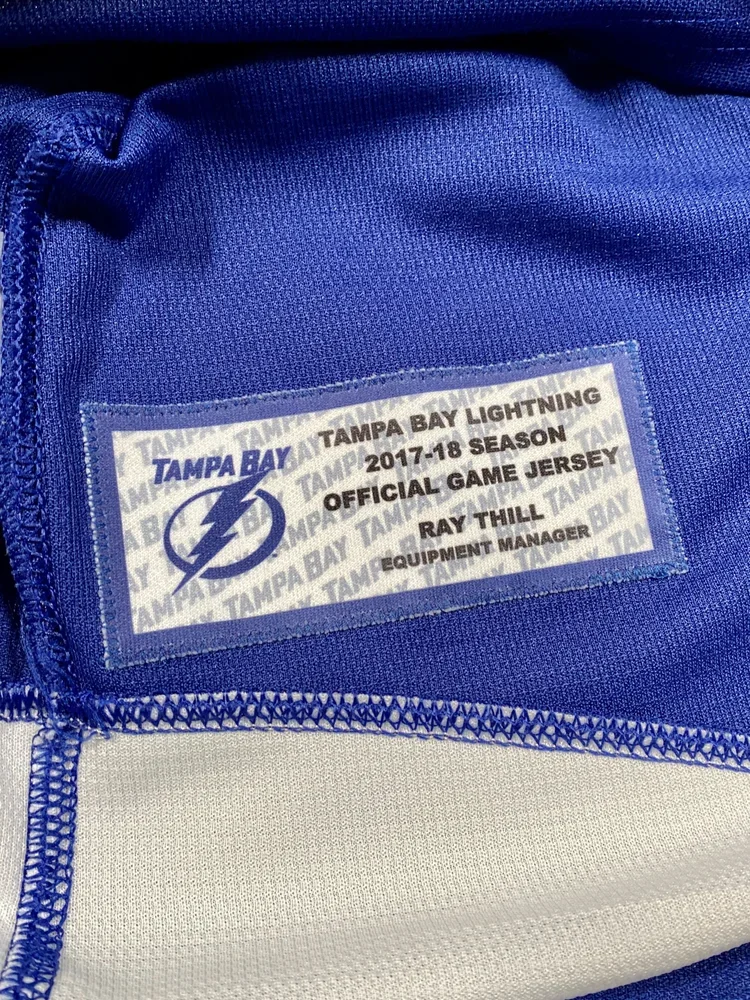 TAMPA BAY
TAMPA BAY LIGHTNING
2017-18 SEASON
OFFICIAL GAME JERSEY
RAY THILL
EQUIPMENT MANAGER